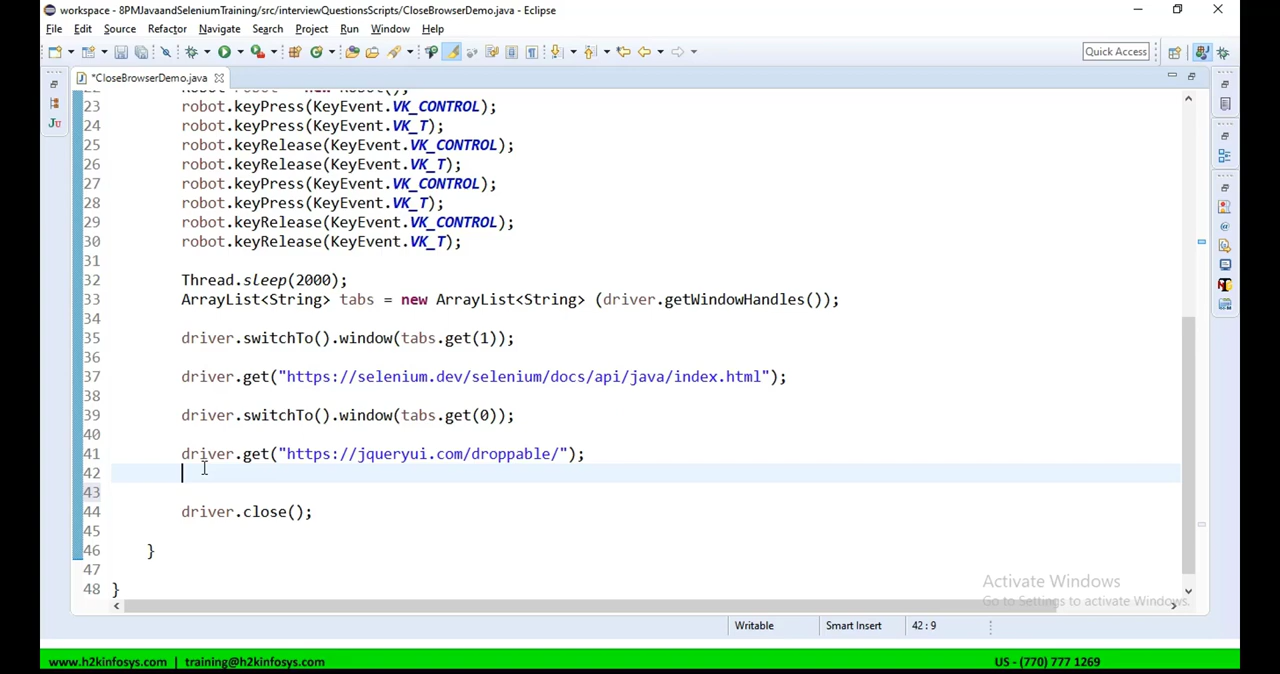 workspace - 8PMJavaandSeleniumTraining/src/interviewQuestionsScripts/CloseBrowserDemo.java - Eclipse
File Edit Source Refactor Navigate Search Project Run Window Help
Quick Access
*CloseBrowserDemo.java
22 Robot robot = new Robot();
23 robot.keyPress(KeyEvent.VK_CONTROL);
24 robot.keyPress(KeyEvent.VK_T);
25 robot.keyRelease(KeyEvent.VK_CONTROL);
26 robot.keyRelease(KeyEvent.VK_T);
27 robot.keyPress(KeyEvent.VK_CONTROL);
28 robot.keyPress(KeyEvent.VK_T);
29 robot.keyRelease(KeyEvent.VK_CONTROL);
30 robot.keyRelease(KeyEvent.VK_T);
31
32 Thread.sleep(2000);
33 ArrayList<String> tabs = new ArrayList<String> (driver.getWindowHandles());
34
35 driver.switchTo().window(tabs.get(1));
36
37 driver.get("https://selenium.dev/selenium/docs/api/java/index.html");
38
39 driver.switchTo().window(tabs.get(0));
40
41 driver.get("https://jqueryui.com/droppable/");
42
43
44 driver.close();
45
46 }
47
48 }
Activate Windows
Go to Settings to activate Windows.
Writable Smart Insert 42 : 9
www.h2kinfosys.com | training@h2kinfosys.com US - (770) 777 1269